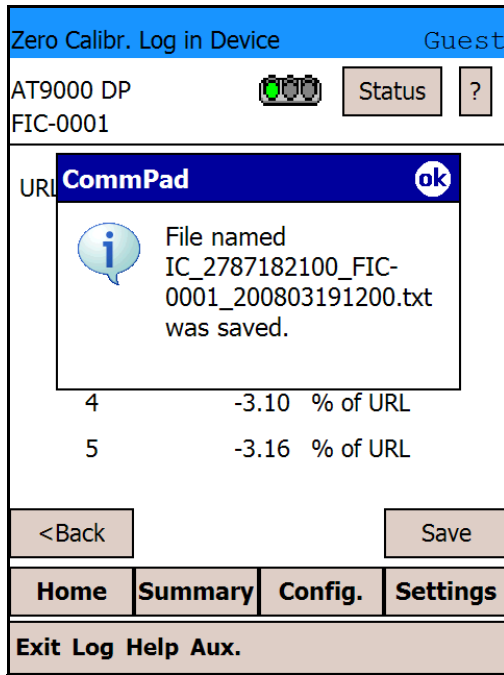 Zero Calibr. Log in Device Guest
AT9000 DP
FIC-0001
Status ?
URL
CommPad ok
File named
IC_2787182100_FIC-
0001_200803191200.txt
was saved.
4 -3.10 % of URL
5 -3.16 % of URL
<Back Save
Home Summary Config. Settings
Exit Log Help Aux.